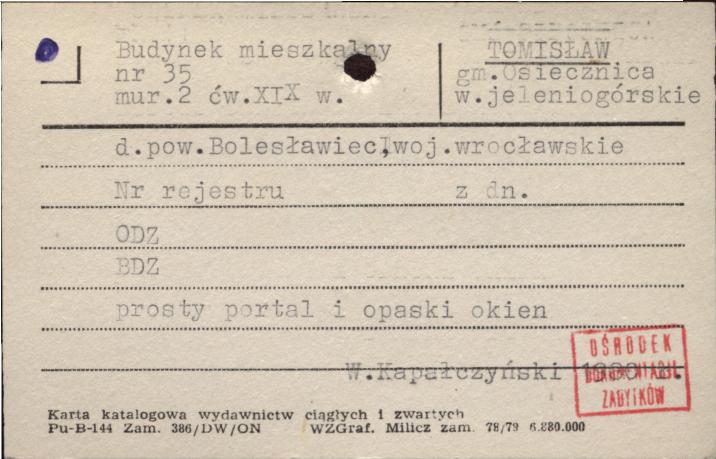 Budynek mieszkalny
nr 35
mur.2 ćw.XIX w.
TOMISŁAW
gm.Osiecznica
w.jeleniogórskie
d.pow.Bolesławiec,woj.wrocławskie
Nr rejestru z dn.
ODZ
BDZ
prosty portal i opaski okien
W.Kapałczyński 1980 r.
OŚRODEK
DOKUMENTACJI
ZABYTKÓW
Karta katalogowa wydawnictw ciągłych i zwartych
Pu-B-144 Zam. 386/DW/ON WZGraf. Milicz zam. 78/79 6.880.000